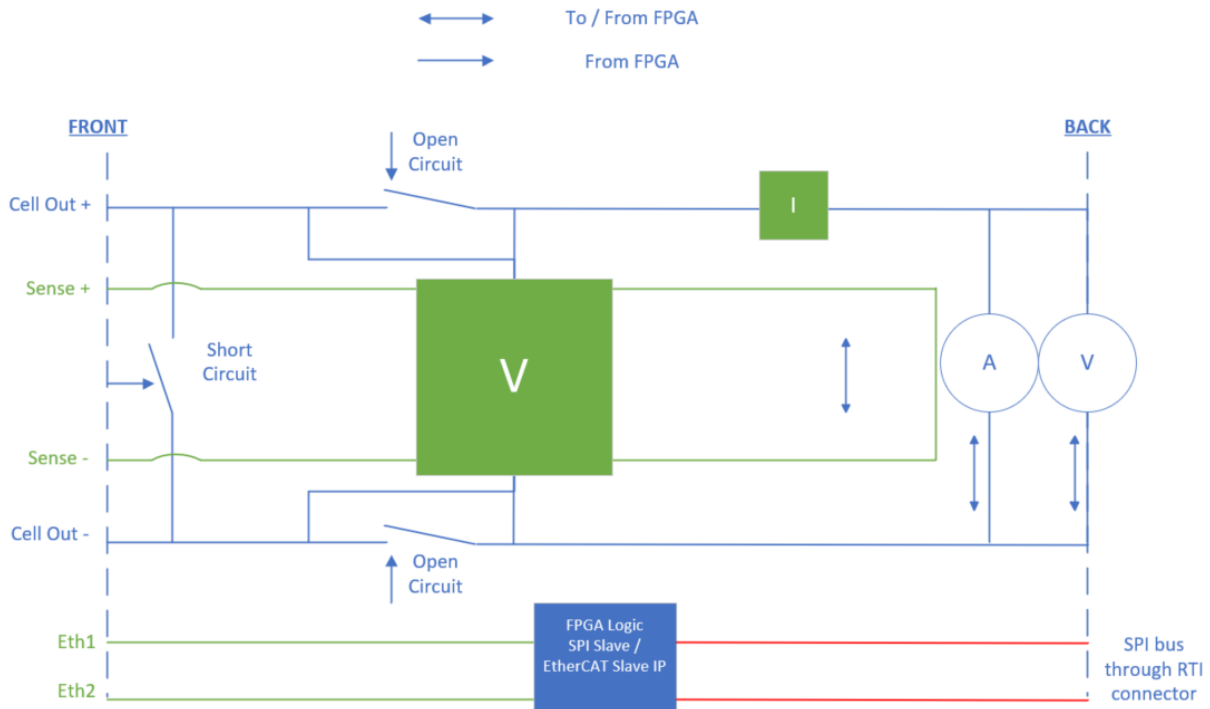 To / From FPGA
From FPGA
FRONT
BACK
Open
Circuit
Cell Out +
I
Sense +
Short
Circuit
V
A
V
Sense -
Cell Out -
Open
Circuit
FPGA Logic
SPI Slave /
EtherCAT Slave IP
Eth1
Eth2
SPI bus
through RTI
connector